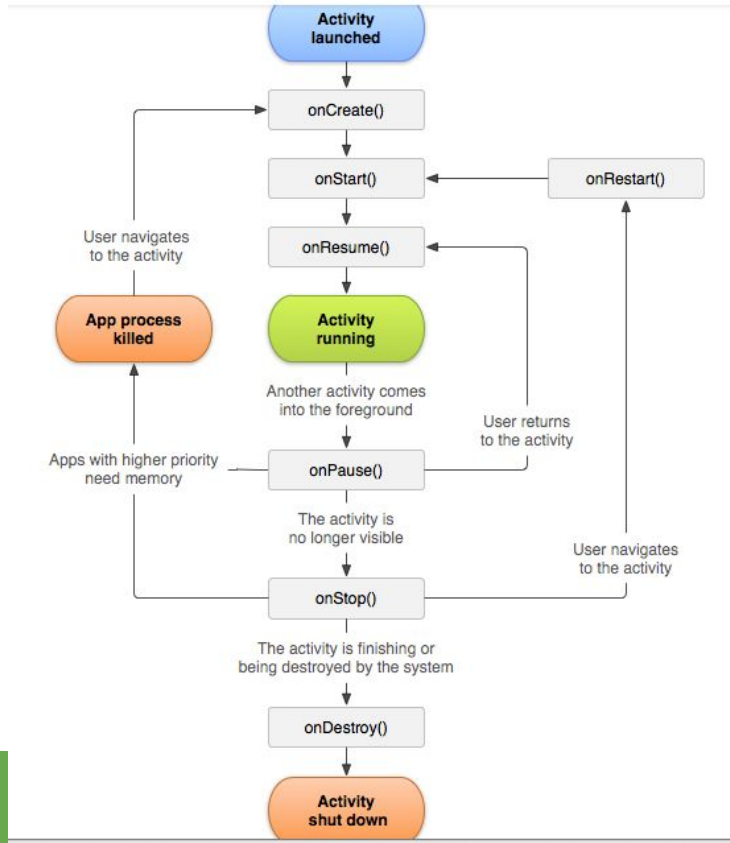 Activity
launched
onCreate()
onStart()
onRestart()
User navigates
to the activity
onResume()
App process
killed
Activity
running
Another activity comes
into the foreground
User returns
to the activity
Apps with higher priority
need memory
onPause()
The activity is
no longer visible
User navigates
to the activity
onStop()
The activity is finishing or
being destroyed by the system
onDestroy()
Activity
shut down